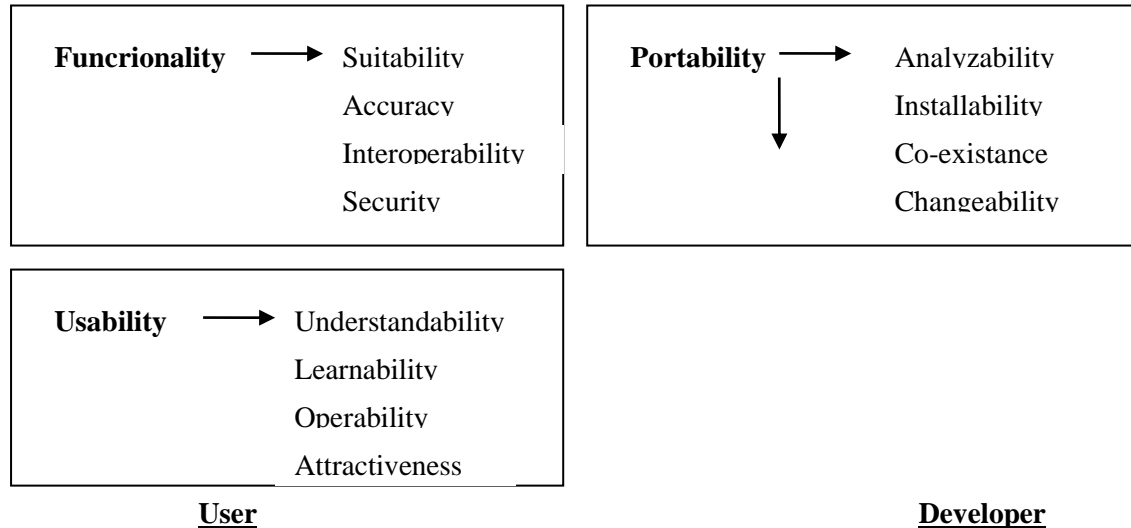 Funcrionality Suitability
Accuracy
Interoperability
Security
Portability Analyzability
Installability
Co-existance
Changeability
Usability Understandability
Learnability
Operability
Attractiveness
User Developer